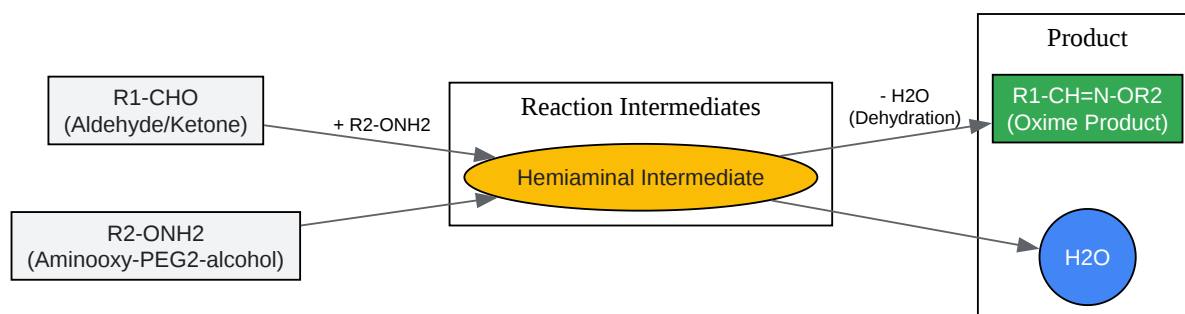 R1-CHO
(Aldehyde/Ketone)
+ R2-ONH2
R2-ONH2
(Aminooxy-PEG2-alcohol)
Reaction Intermediates
Hemiaminal Intermediate
- H2O
(Dehydration)
Product
R1-CH=N-OR2
(Oxime Product)
H2O